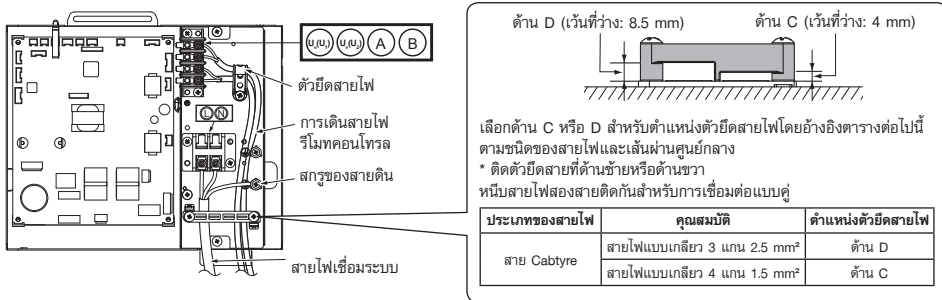 U₁(U₁) U₂(U₂) A B
ตัวยึดสายไฟ
L N
การเดินสายไฟ
รีโมทคอนโทรล
สกรูของสายดิน
สายไฟเชื่อมระบบ
ด้าน D (เว้นที่ว่าง: 8.5 mm) ด้าน C (เว้นที่ว่าง: 4 mm)
เลือกด้าน C หรือ D สำหรับตำแหน่งตัวยึดสายไฟโดยอ้างอิงตารางต่อไปนี้
ตามชนิดของสายไฟและเส้นผ่านศูนย์กลาง
* ติดตัวยึดสายที่ด้านซ้ายหรือด้านขวา
หนีบสายไฟสองสายติดกันสำหรับการเชื่อมต่อแบบคู่
ประเภทของสายไฟ คุณสมบัติ ตำแหน่งตัวยึดสายไฟ
สาย Cabtyre
สายไฟแบบเกลียว 3 แกน 2.5 mm² ด้าน D
สายไฟแบบเกลียว 4 แกน 1.5 mm² ด้าน C